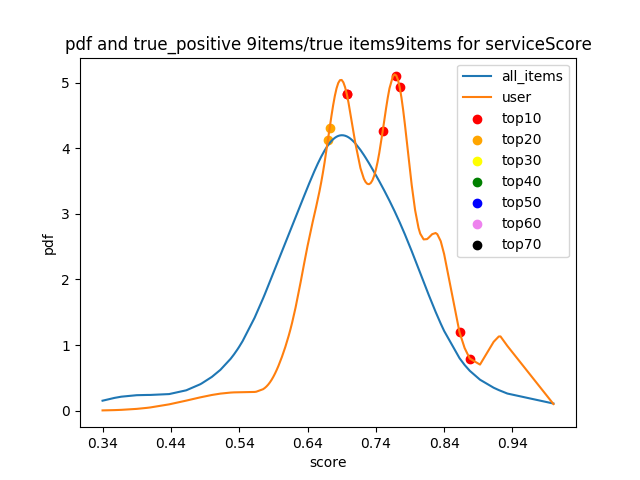 pdf and true_positive 9items/true items9items for serviceScore
all_items
user
top10
top20
top30
top40
top50
top60
top70
5
4
3
2
1
0
pdf
0.34 0.44 0.54 0.64 0.74 0.84 0.94
score